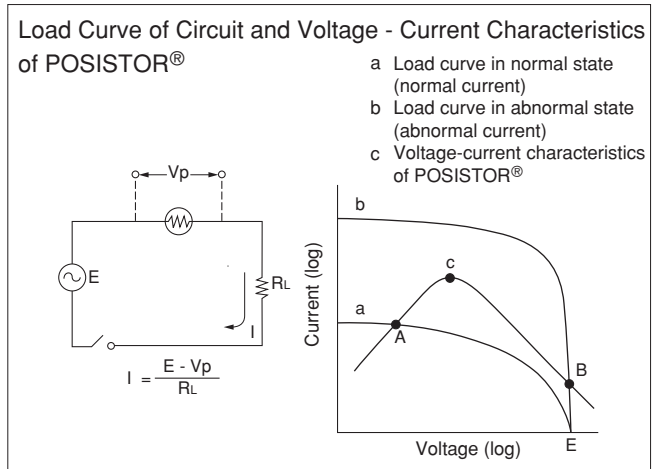 Load Curve of Circuit and Voltage - Current Characteristics
of POSISTOR®
a Load curve in normal state
(normal current)
b Load curve in abnormal state
(abnormal current)
c Voltage-current characteristics
of POSISTOR®
Vp
E
RL
I
I = E - Vp
RL
b
c
a
A
B
Current (log)
Voltage (log)
E